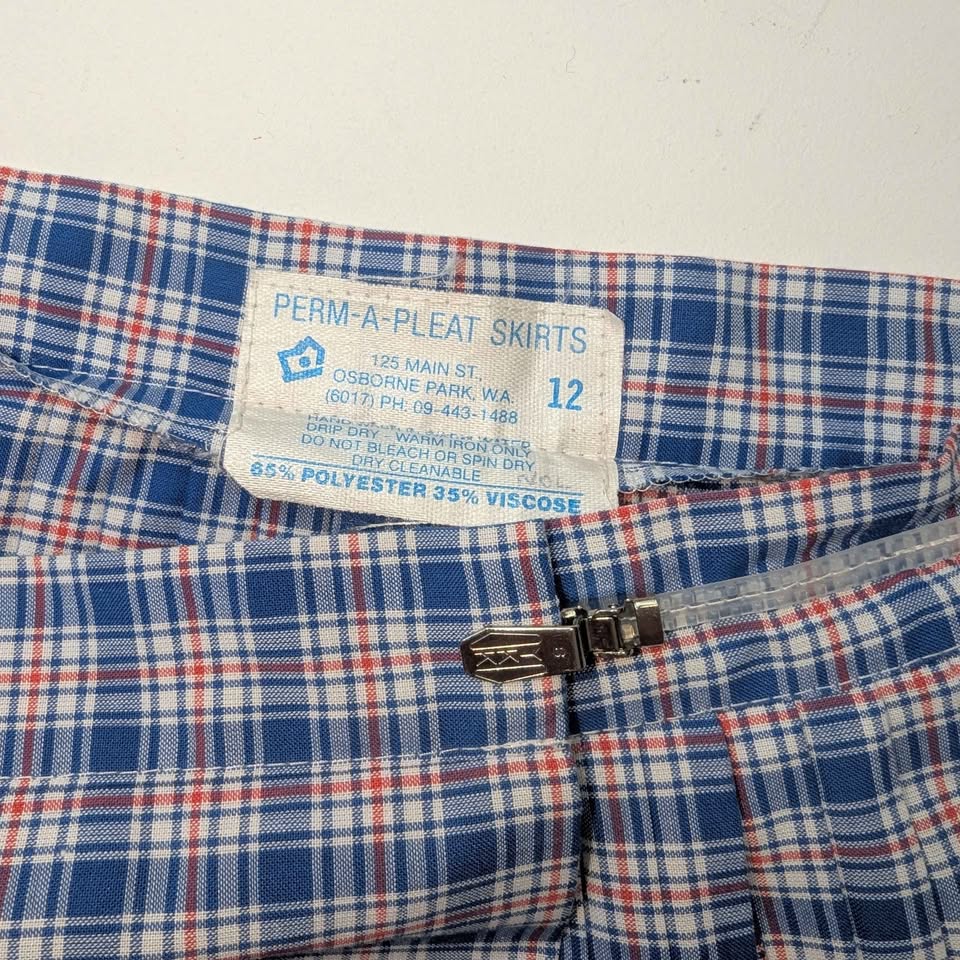 PERM-A-PLEAT SKIRTS
125 MAIN ST.,
OSBORNE PARK, W.A.
(6017) PH. 09-443-1488
12
DRIP DRY WARM IRON ONLY
DO NOT BLEACH OR SPIN DRY
DRY CLEANABLE
65% POLYESTER 35% VISCOSE
YKK